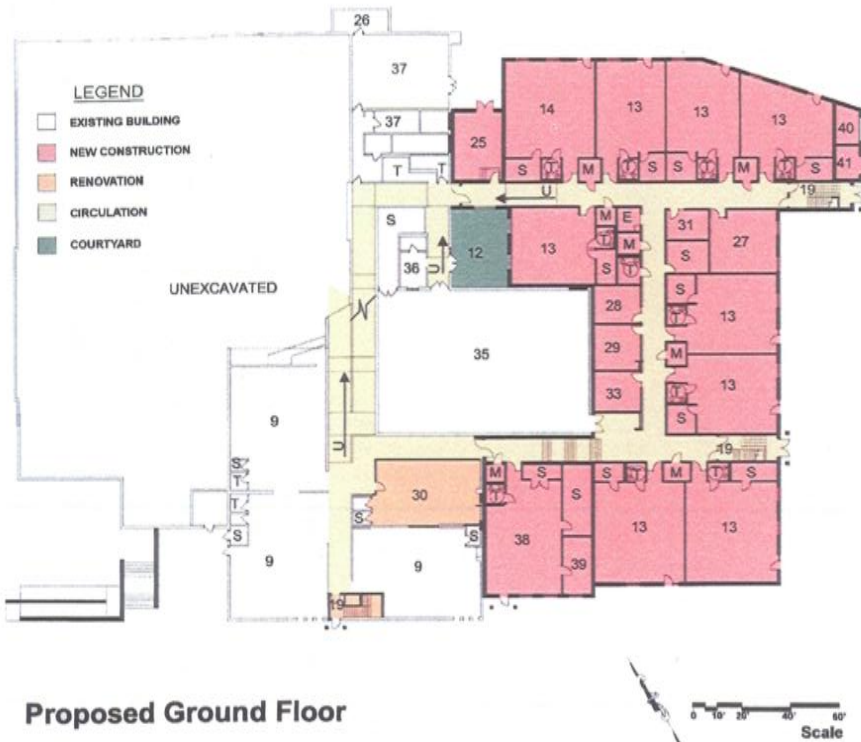 26
37
LEGEND
EXISTING BUILDING
NEW CONSTRUCTION
RENOVATION
CIRCULATION
COURTYARD
37
T T
25
14 13 13 13 40
41
S T M T S S T M T S
U 19
S
36
U
12
13
M E
T M
S T
31 27
S
UNEXCAVATED
35
28
29
33
S
T 13
M
T 13
S
9
U
19
S
T
T
S
9
30
S
S
9
19
M S
T S
38 39
S T M T S
13 13
Proposed Ground Floor
0 10' 20' 40' 60'
Scale